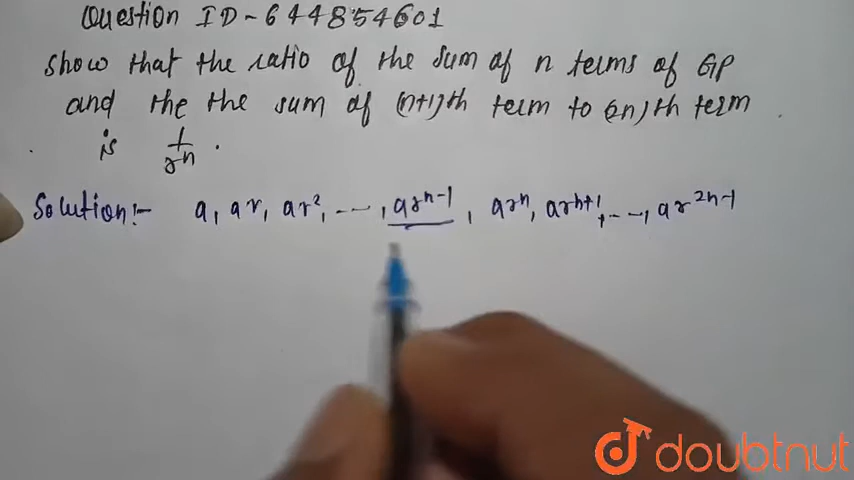 Question ID-644854601
show that the ratio of the sum of n terms of GP
and the the sum of (n+1)th term to (2n)th term
is 1/r^n .
Solution:- a, ar, ar², ---, ar^n-1, ar^n, ar^n+1, ---, ar^2n-1
doubtnut